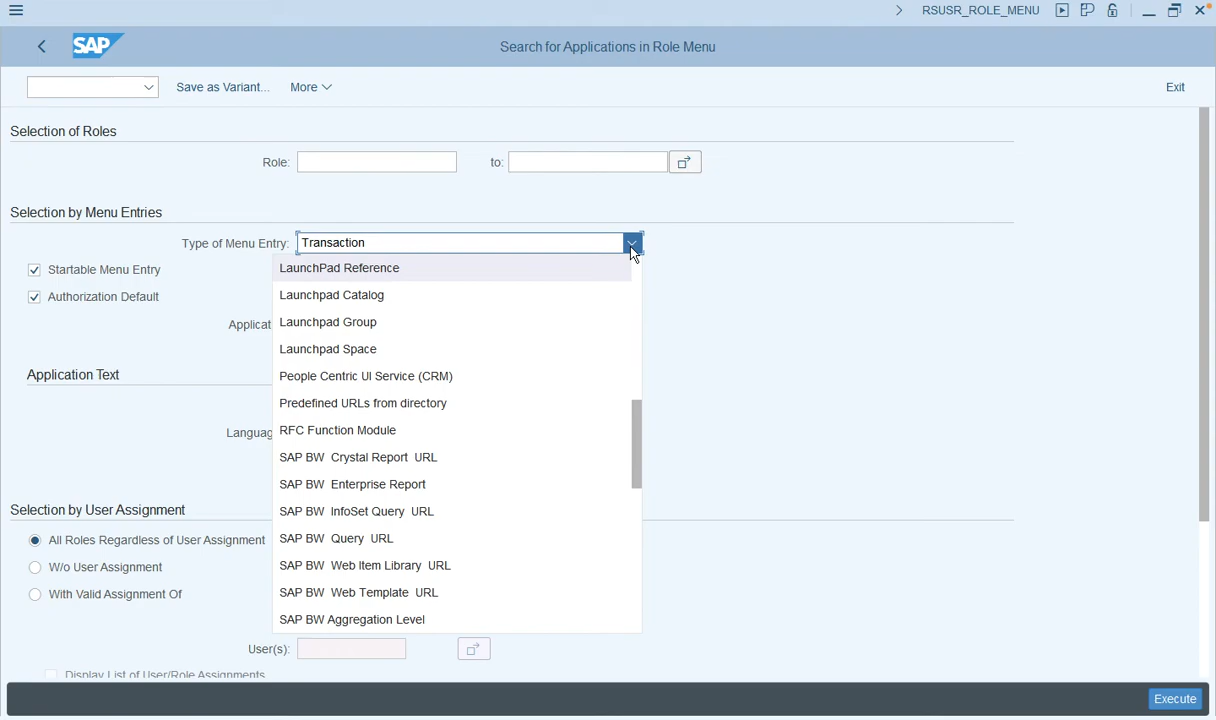 RSUSR_ROLE_MENU
SAP
Search for Applications in Role Menu
Save as Variant...
More
Exit
Selection of Roles
Role:
to:
Selection by Menu Entries
Type of Menu Entry:
Transaction
Startable Menu Entry
Authorization Default
Applicat
Application Text
Languag
LaunchPad Reference
Launchpad Catalog
Launchpad Group
Launchpad Space
People Centric UI Service (CRM)
Predefined URLs from directory
RFC Function Module
SAP BW Crystal Report URL
SAP BW Enterprise Report
SAP BW InfoSet Query URL
SAP BW Query URL
SAP BW Web Item Library URL
SAP BW Web Template URL
SAP BW Aggregation Level
Selection by User Assignment
All Roles Regardless of User Assignment
W/o User Assignment
With Valid Assignment Of
User(s):
Display List of User/Role Assignments
Execute